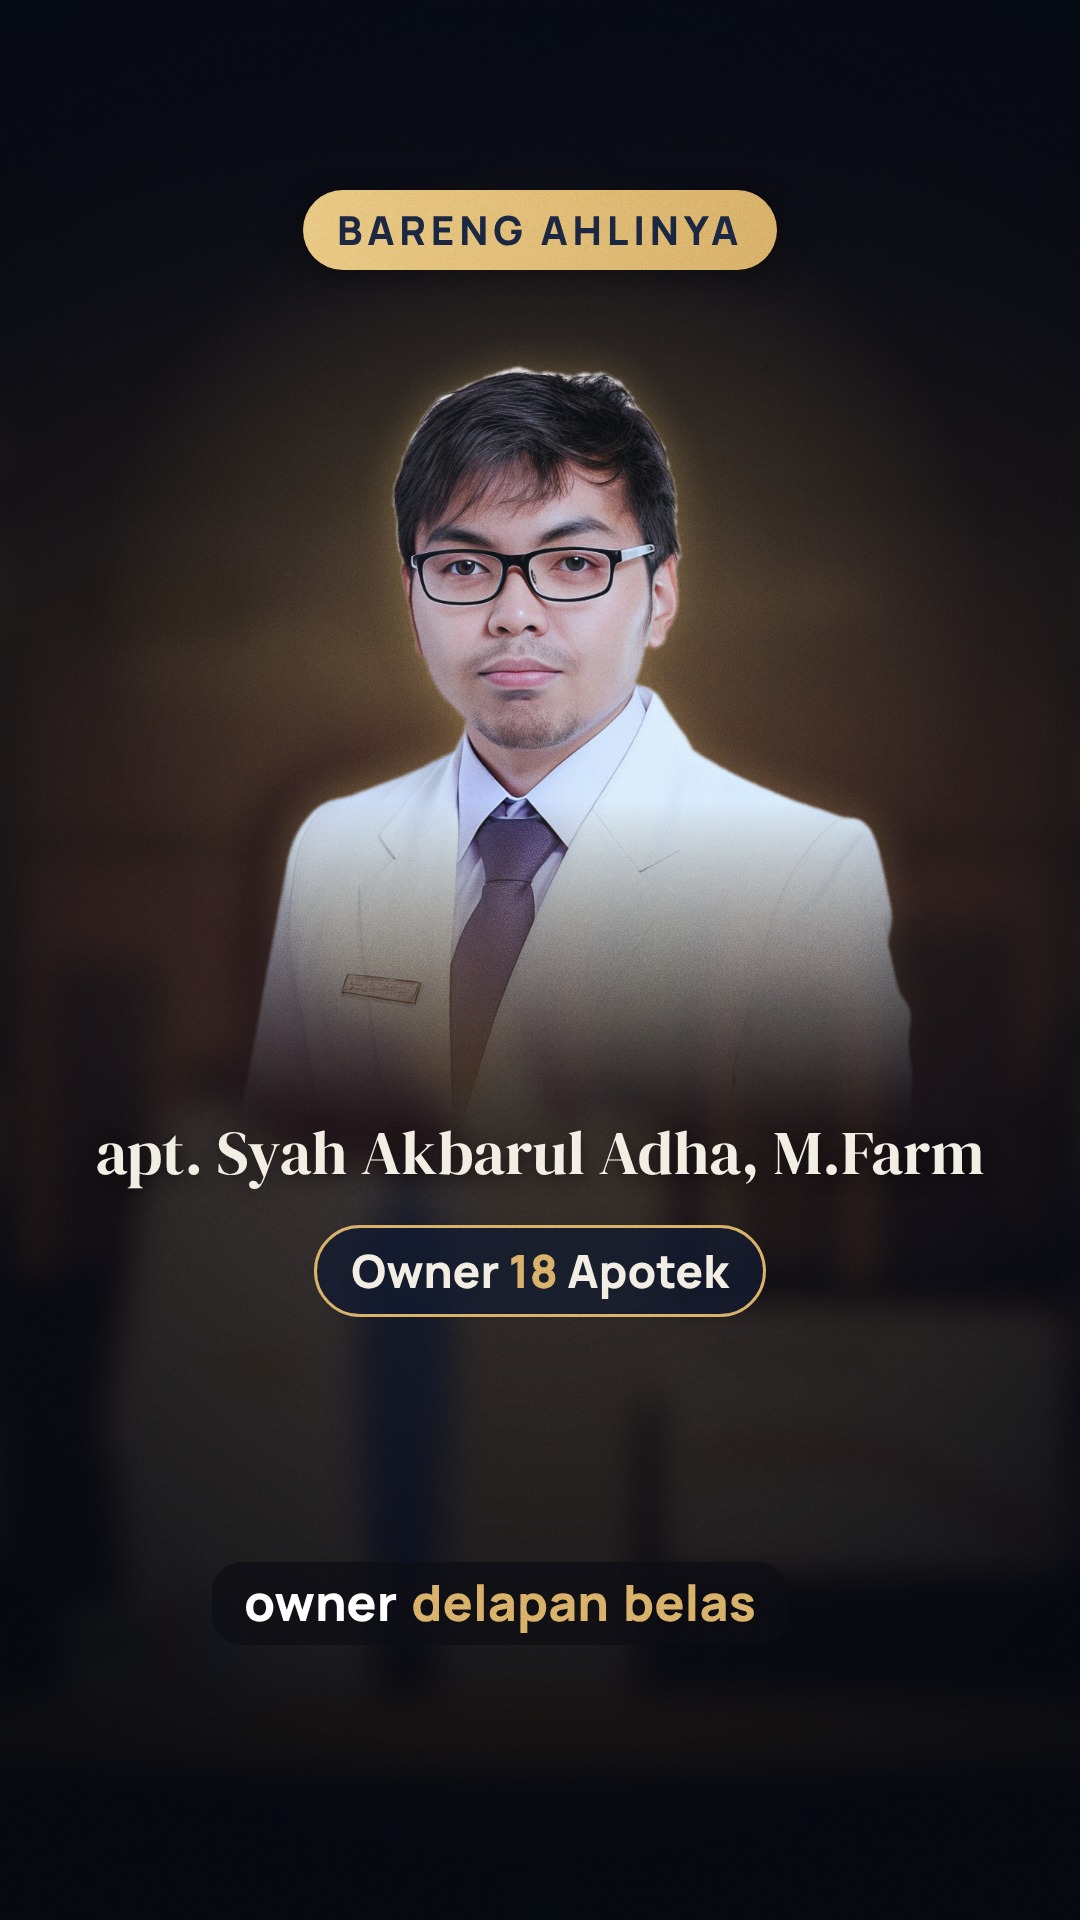 BARENG AHLINYA
apt. Syah Akbarul Adha, M.Farm
Owner 18 Apotek
owner delapan belas